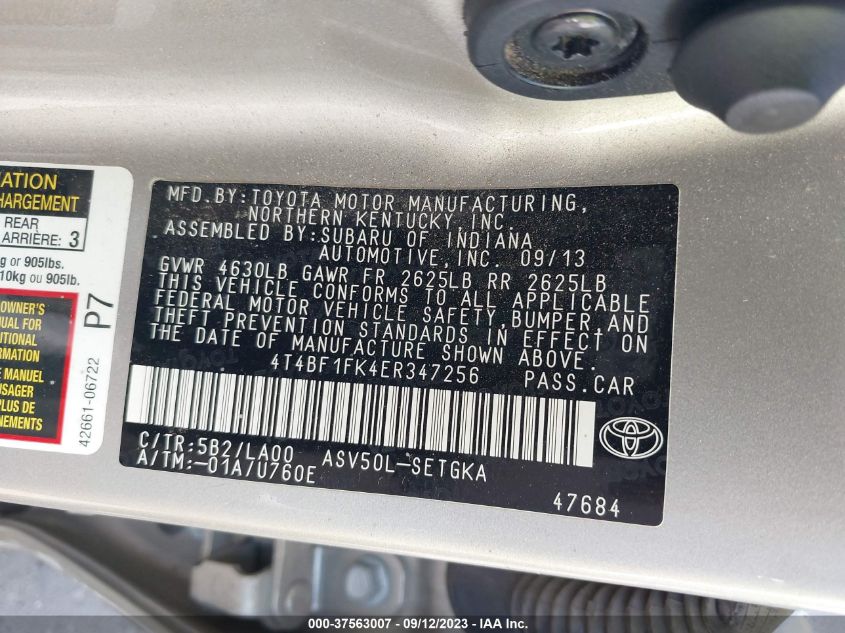 ATION
CHARGEMENT
REAR
ARRIÈRE: 3
g or 905lbs.
10kg ou 905lb.
OWNER'S
UAL FOR
ITIONAL
RMATION
E MANUEL
USAGER
PLUS DE
NEMENTS
42661-06722
P7
MFD.BY:TOYOTA MOTOR MANUFACTURING,
NORTHERN KENTUCKY, INC.
ASSEMBLED BY:SUBARU OF INDIANA
AUTOMOTIVE,INC. 09/13
GVWR 4630LB GAWR FR 2625LB RR 2625LB
THIS VEHICLE CONFORMS TO ALL APPLICABLE
FEDERAL MOTOR VEHICLE SAFETY,BUMPER,AND
THEFT PREVENTION STANDARDS IN EFFECT ON
THE DATE OF MANUFACTURE SHOWN ABOVE.
4T4BF1FK4ER347256 PASS.CAR
C/TR:5B2/LA00 ASV50L-SETGKA
A/TM:-01A/U760E
47684
000-37563007 - 09/12/2023 - IAA Inc.